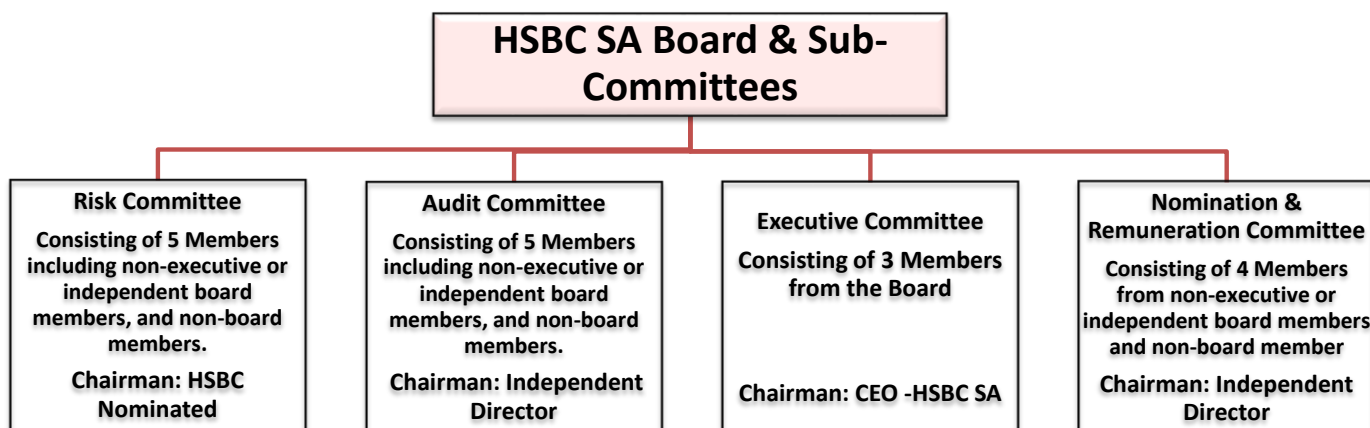 HSBC SA Board & Sub-
Committees
Risk Committee
Consisting of 5 Members
including non-executive or
independent board
members, and non-board
members.
Chairman: HSBC
Nominated
Audit Committee
Consisting of 5 Members
including non-executive or
independent board
members, and non-board
members.
Chairman: Independent
Director
Executive Committee
Consisting of 3 Members
from the Board
Chairman: CEO -HSBC SA
Nomination &
Remuneration Committee
Consisting of 4 Members
from non-executive or
independent board members
and non-board member
Chairman: Independent
Director